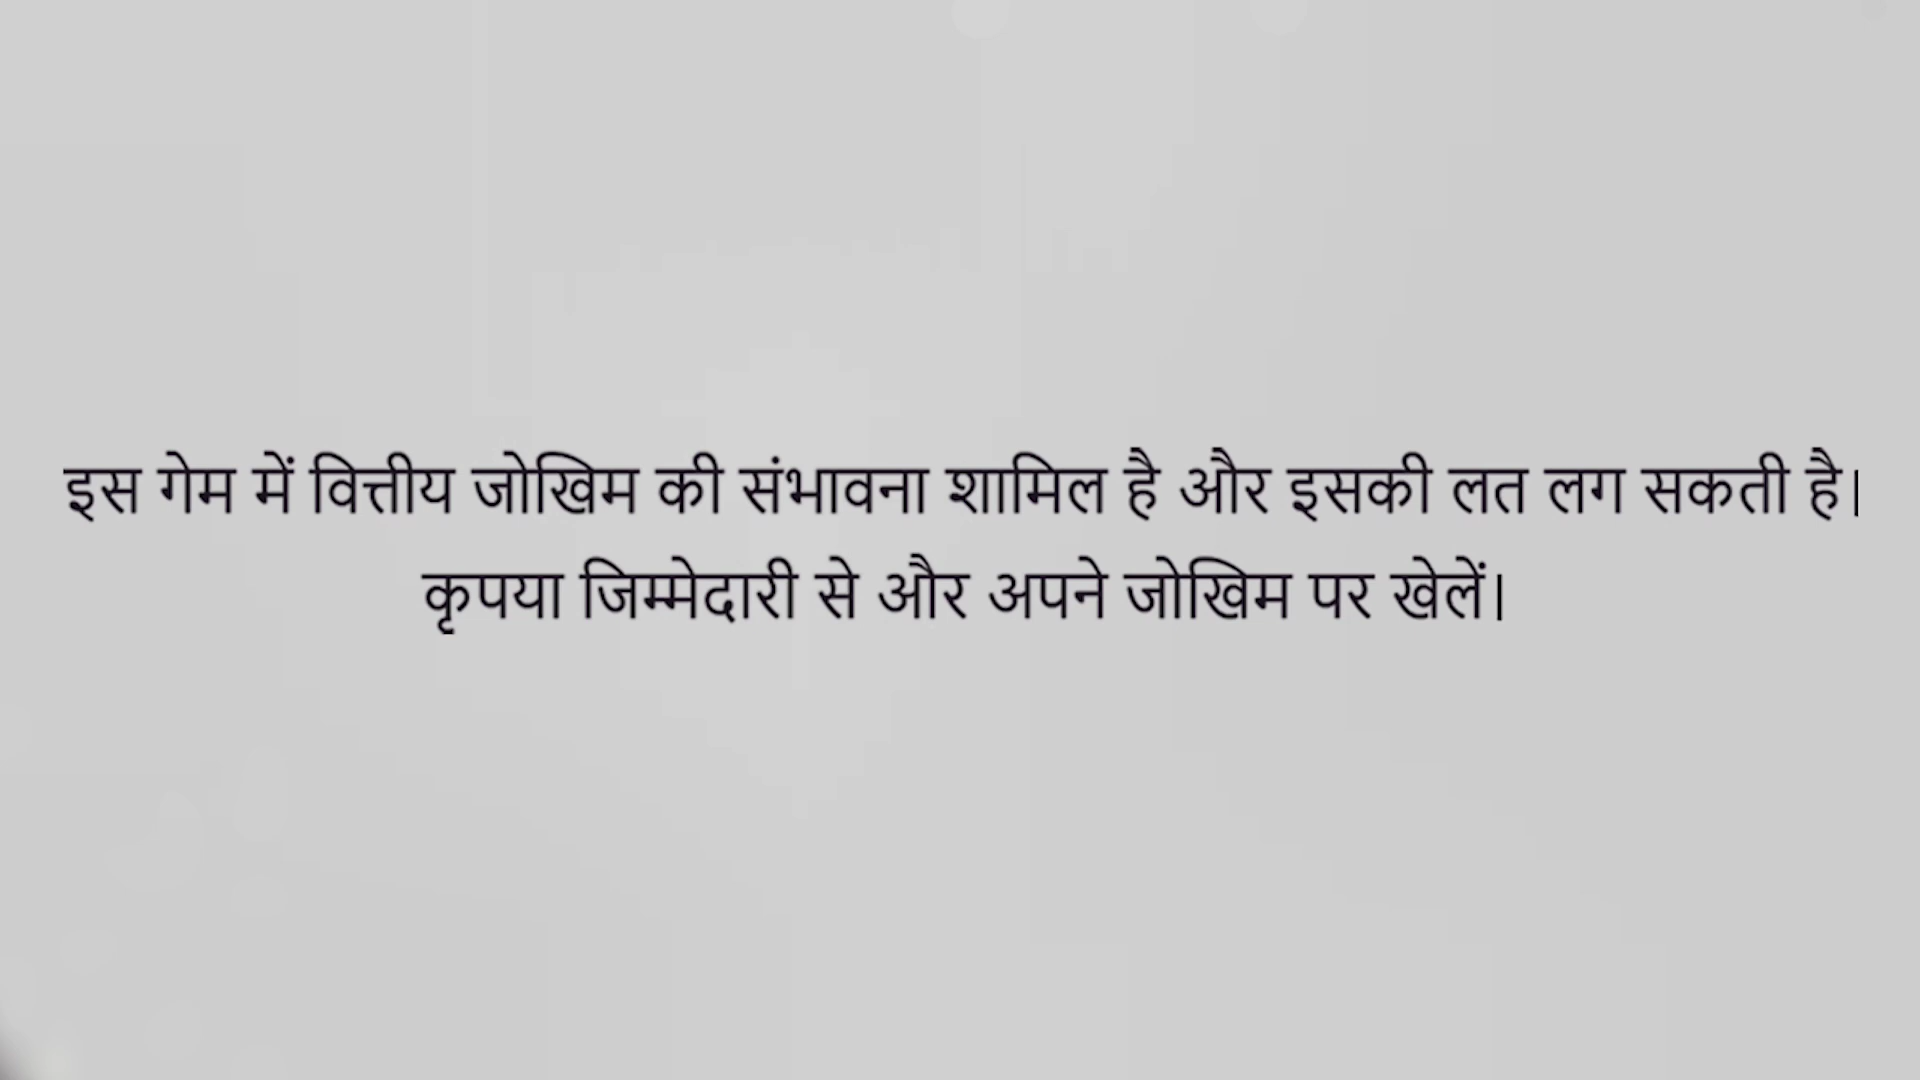 इस गेम में वित्तीय जोखिम की संभावना शामिल है और इसकी लत लग सकती है।
कृपया जिम्मेदारी से और अपने जोखिम पर खेलें।